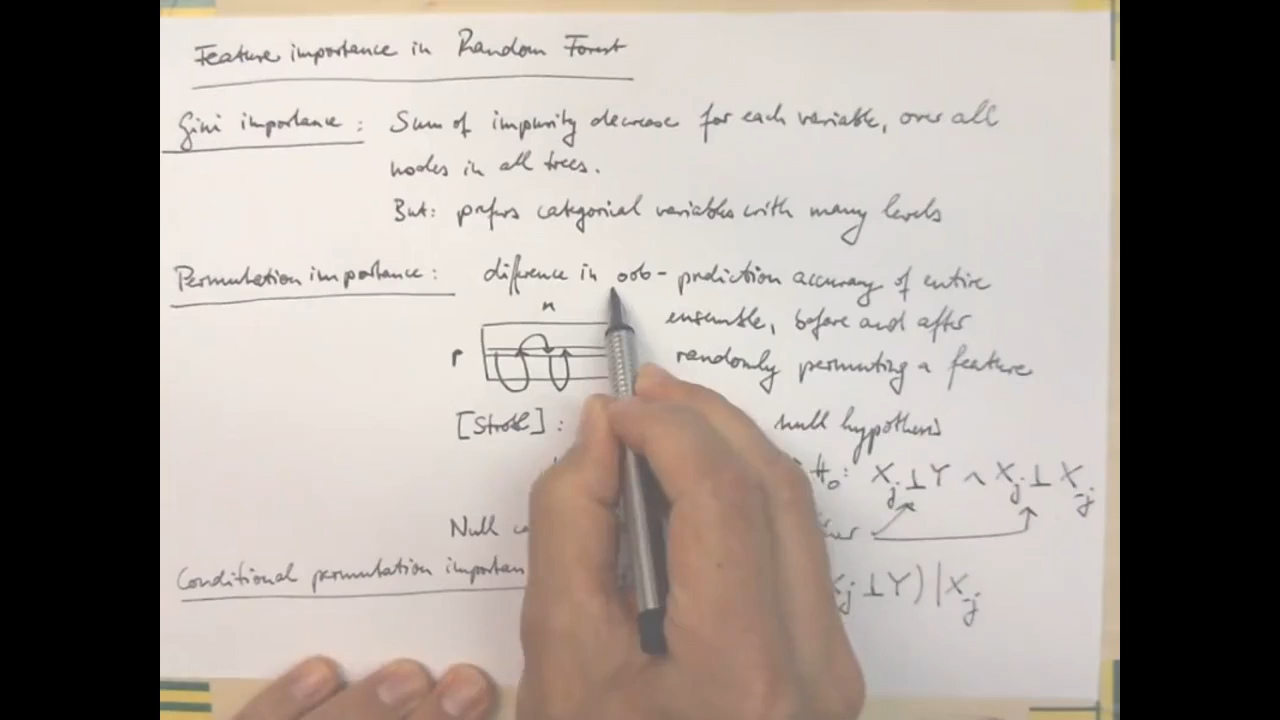 Feature importance in Random Forest
Gini importance: Sum of impurity decrease for each variable, over all
nodes in all trees.
But: prefers categorical variables with many levels
Permutation importance: difference in oob-prediction accuracy of entire
n
ensemble, before and after
P
randomly permuting a feature
[Strobl]: null hypothesis
H₀: Xj ⊥ Y ∧ Xj ⊥ X-j
Null
Conditional permutation importan
Xj ⊥ Y) | X-j